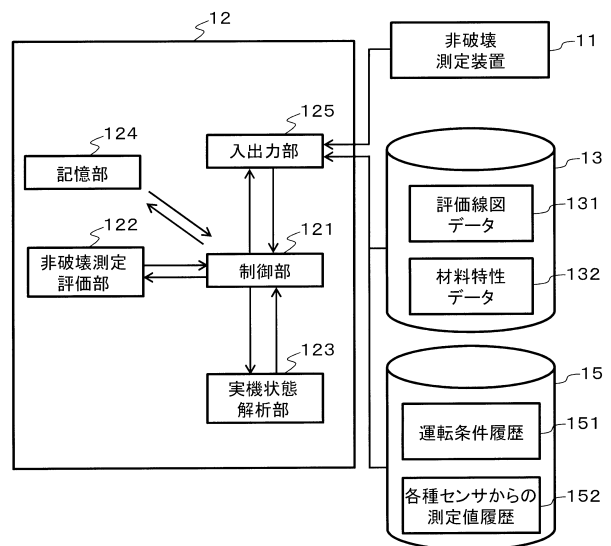 12
非破壊
測定装置
11
125
入出力部
124
記憶部
13
評価線図
データ
131
122
非破壊測定
評価部
121
制御部
材料特性
データ
132
123
実機状態
解析部
15
運転条件履歴
151
各種センサからの
測定値履歴
152